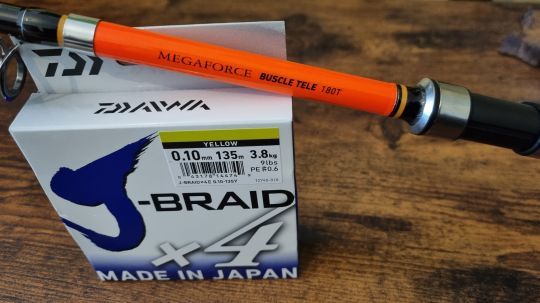 MEGAFORCE BUSCLE TELE 180T
DAIWA
YELLOW
0.10mm 135m 3.8kg
9lbs
PE #0.6
J-BRAID
×4
MADE IN JAPAN